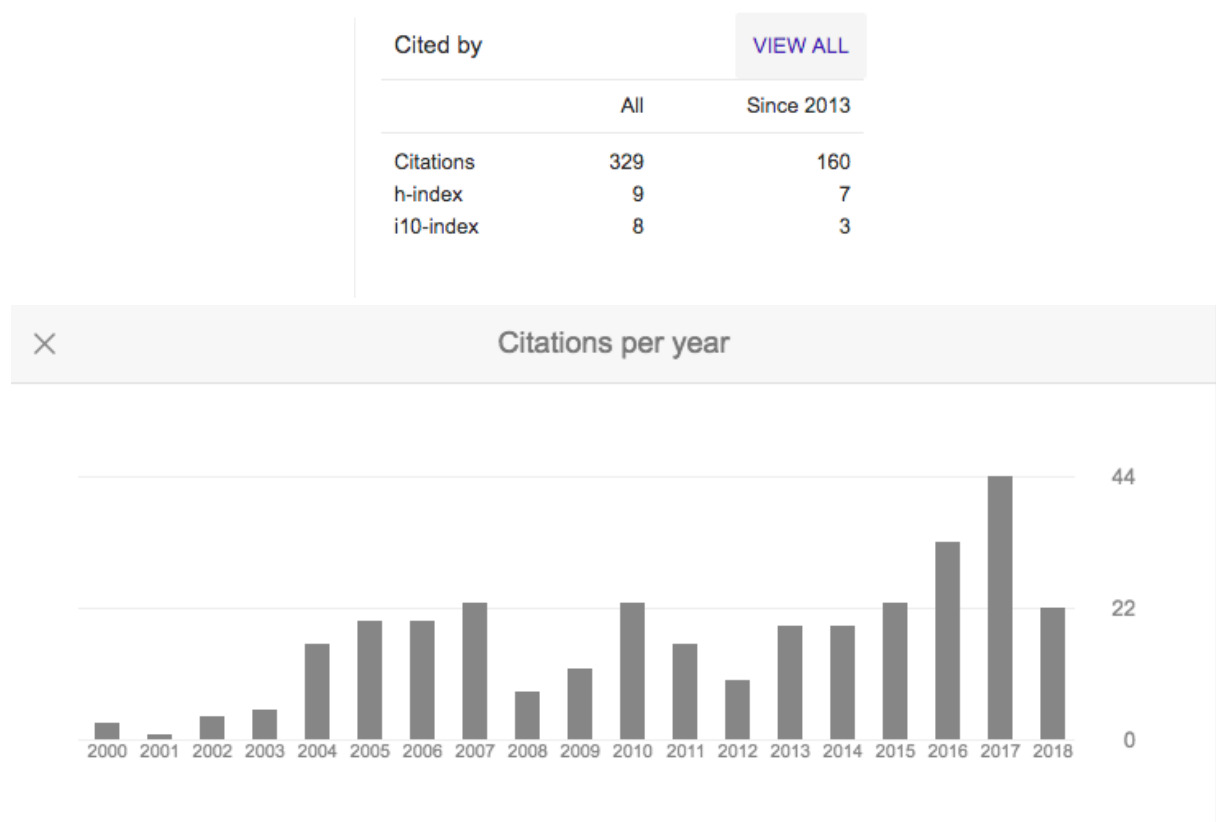 Cited by VIEW ALL
All Since 2013
Citations 329 160
h-index 9 7
i10-index 8 3
Citations per year
44
22
0
2000 2001 2002 2003 2004 2005 2006 2007 2008 2009 2010 2011 2012 2013 2014 2015 2016 2017 2018